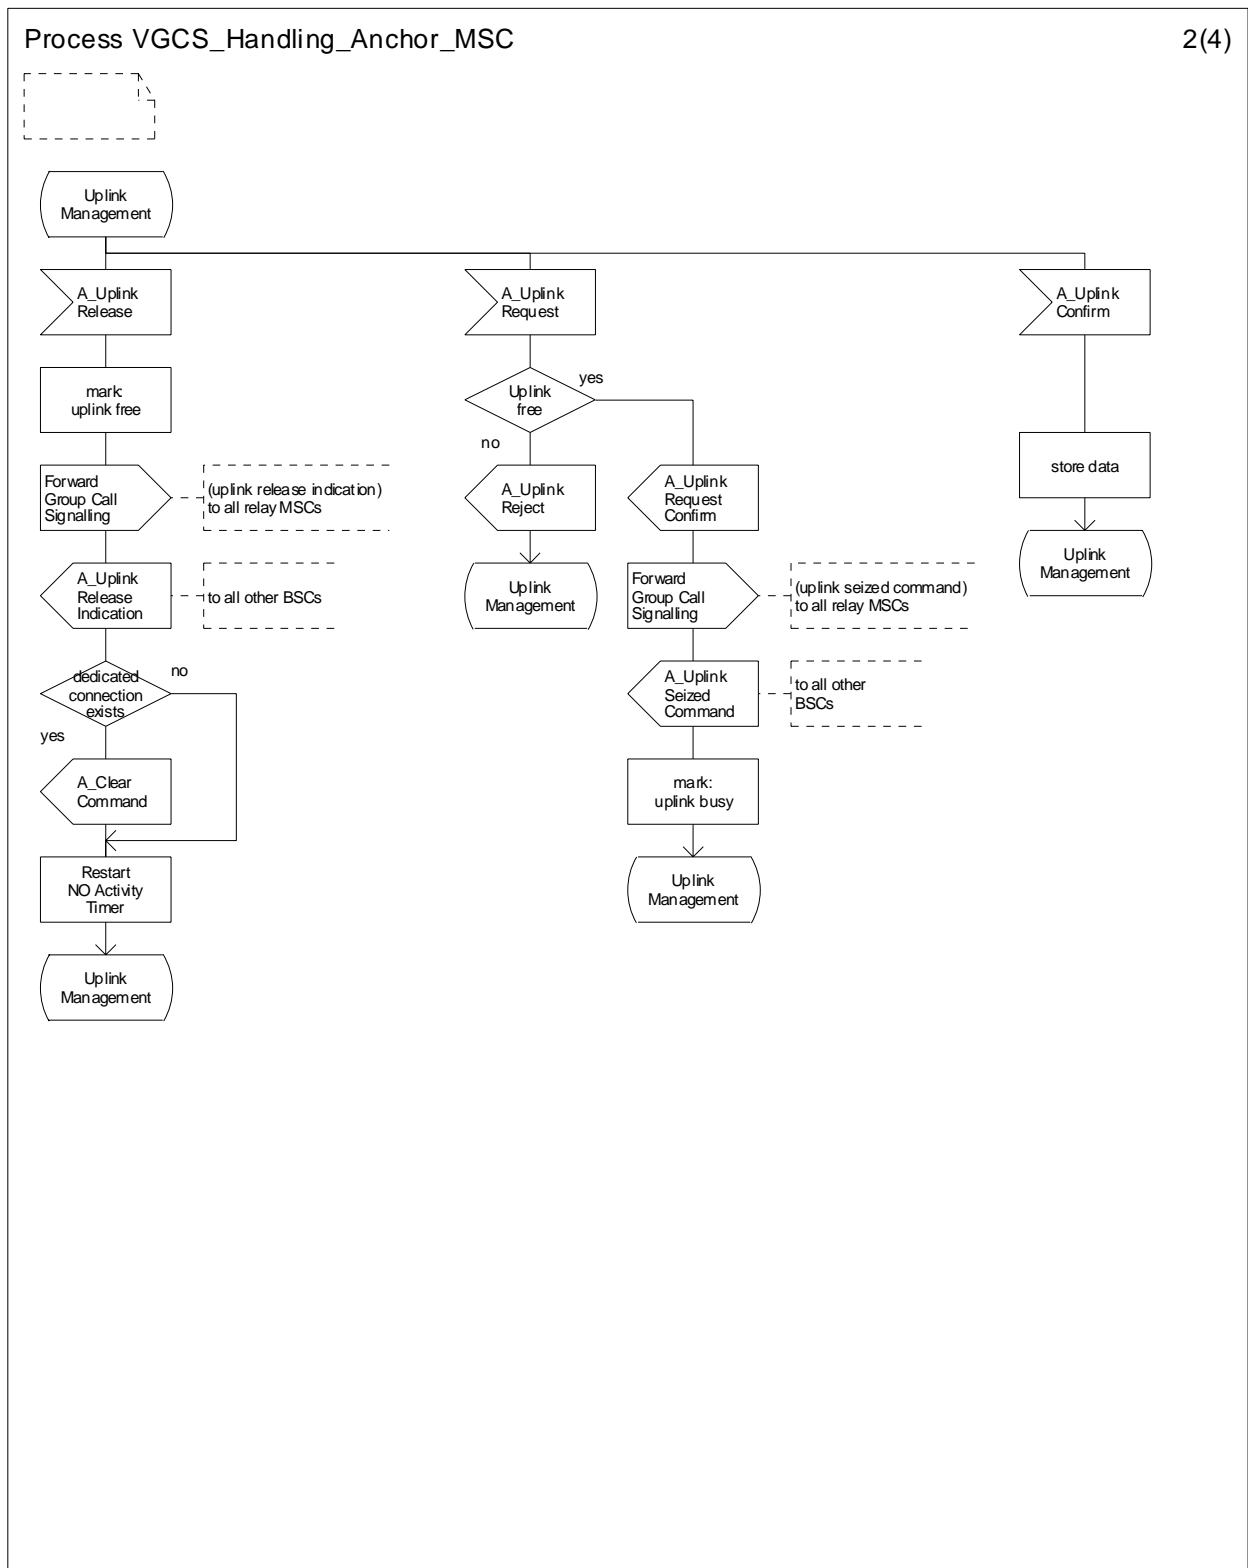 Process VGCS_Handling_Anchor_MSC
2(4)
Uplink
Management
A_Uplink
Release
mark:
uplink free
Forward
Group Call
Signalling
(uplink release indication)
to all relay MSCs
A_Uplink
Release
Indication
to all other BSCs
dedicated
connection
exists
no
yes
A_Clear
Command
Restart
NO Activity
Timer
Uplink
Management
A_Uplink
Request
Uplink
free
yes
no
A_Uplink
Reject
Uplink
Management
A_Uplink
Request
Confirm
Forward
Group Call
Signalling
(uplink seized command)
to all relay MSCs
A_Uplink
Seized
Command
to all other
BSCs
mark:
uplink busy
Uplink
Management
A_Uplink
Confirm
store data
Uplink
Management